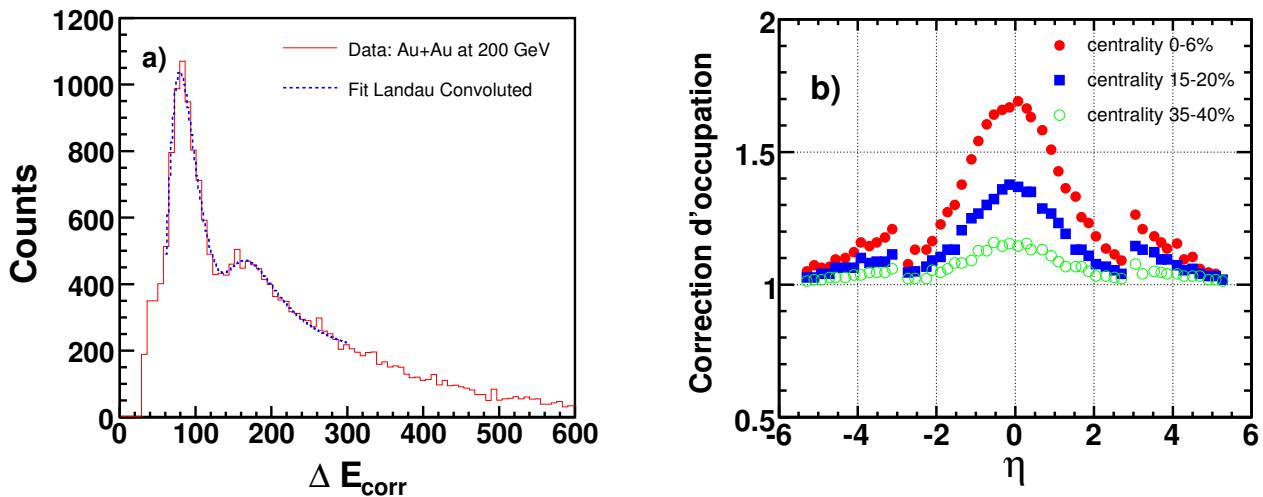 a)
Data: Au+Au at 200 GeV
Fit Landau Convoluted
Counts
1200
1000
800
600
400
200
0
0 100 200 300 400 500 600
Δ E_corr
b)
centrality 0-6%
centrality 15-20%
centrality 35-40%
Correction d'occupation
2
1.5
1
0.5
-6 -4 -2 0 2 4 6
η